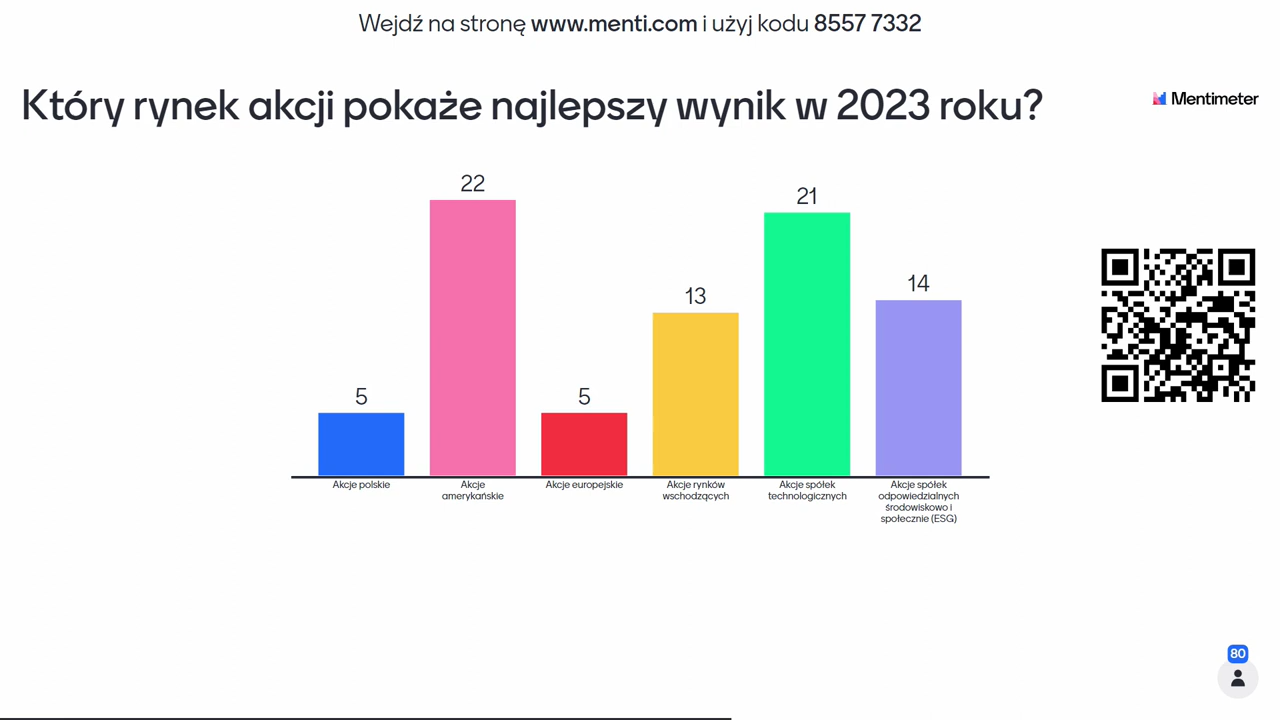 Wejdź na stronę www.menti.com i użyj kodu 8557 7332
Który rynek akcji pokaże najlepszy wynik w 2023 roku?
Mentimeter
5
22
5
13
21
14
Akcje polskie
Akcje
amerykańskie
Akcje europejskie
Akcje rynków
wschodzących
Akcje spółek
technologicznych
Akcje spółek
odpowiedzialnych
środowiskowo i
społecznie (ESG)
80